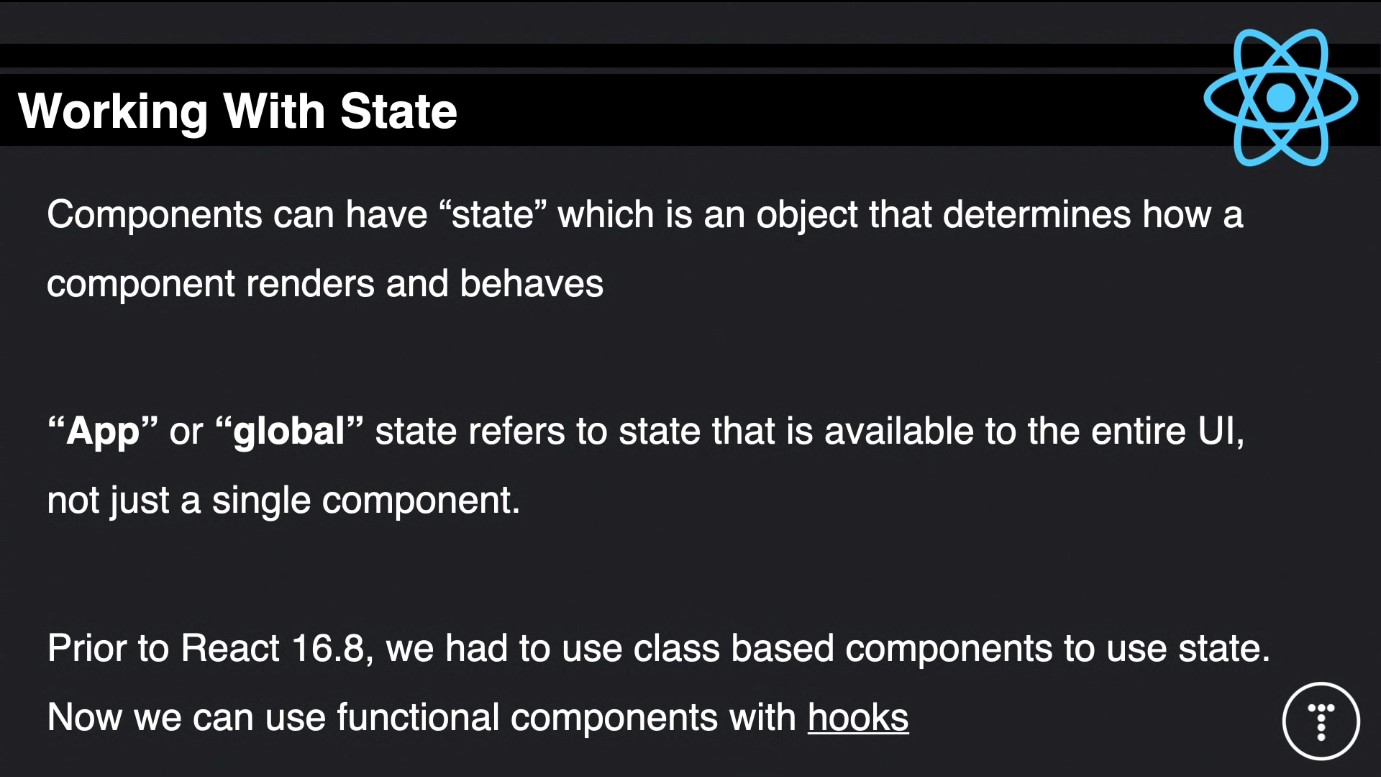 Working With State
Components can have “state” which is an object that determines how a
component renders and behaves
“App” or “global” state refers to state that is available to the entire UI,
not just a single component.
Prior to React 16.8, we had to use class based components to use state.
Now we can use functional components with hooks